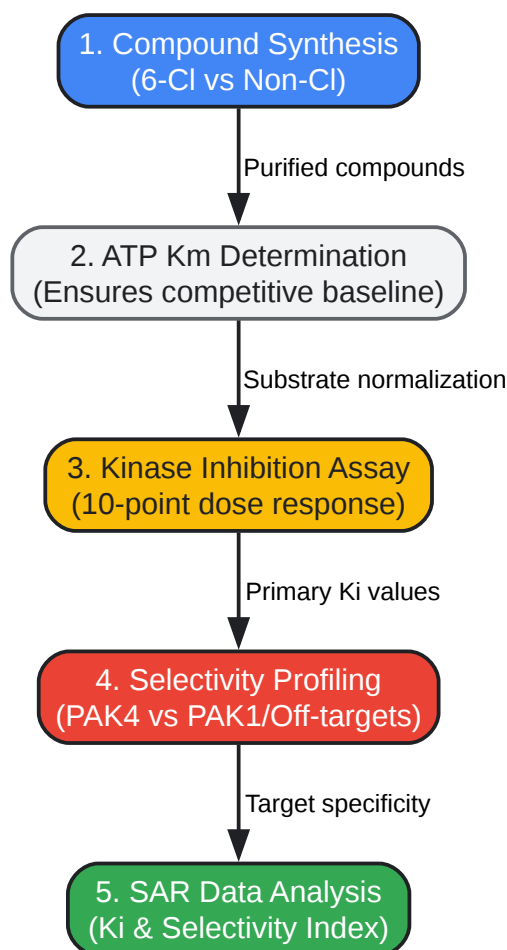 1. Compound Synthesis
(6-Cl vs Non-Cl)
Purified compounds
2. ATP Km Determination
(Ensures competitive baseline)
Substrate normalization
3. Kinase Inhibition Assay
(10-point dose response)
Primary Ki values
4. Selectivity Profiling
(PAK4 vs PAK1/Off-targets)
Target specificity
5. SAR Data Analysis
(Ki & Selectivity Index)